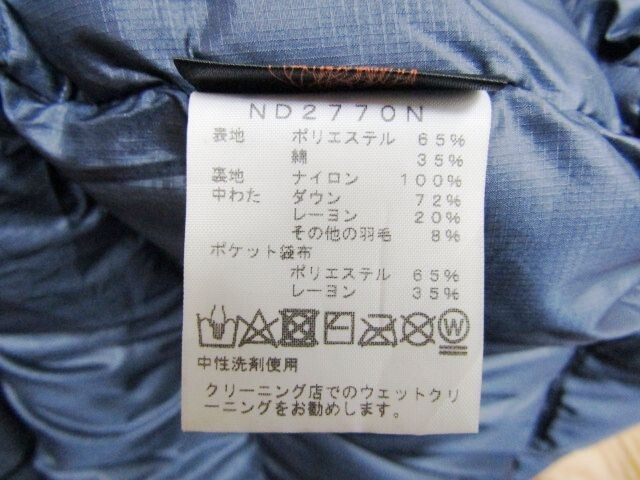 ND2770N
表地 ポリエステル 65%
綿 35%
裏地 ナイロン 100%
中わた ダウン 72%
レーヨン 20%
その他の羽毛 8%
ポケット袋布
ポリエステル 65%
レーヨン 35%
W
中性洗剤使用
クリーニング店でのウェットクリ
ーニングをお勧めします。